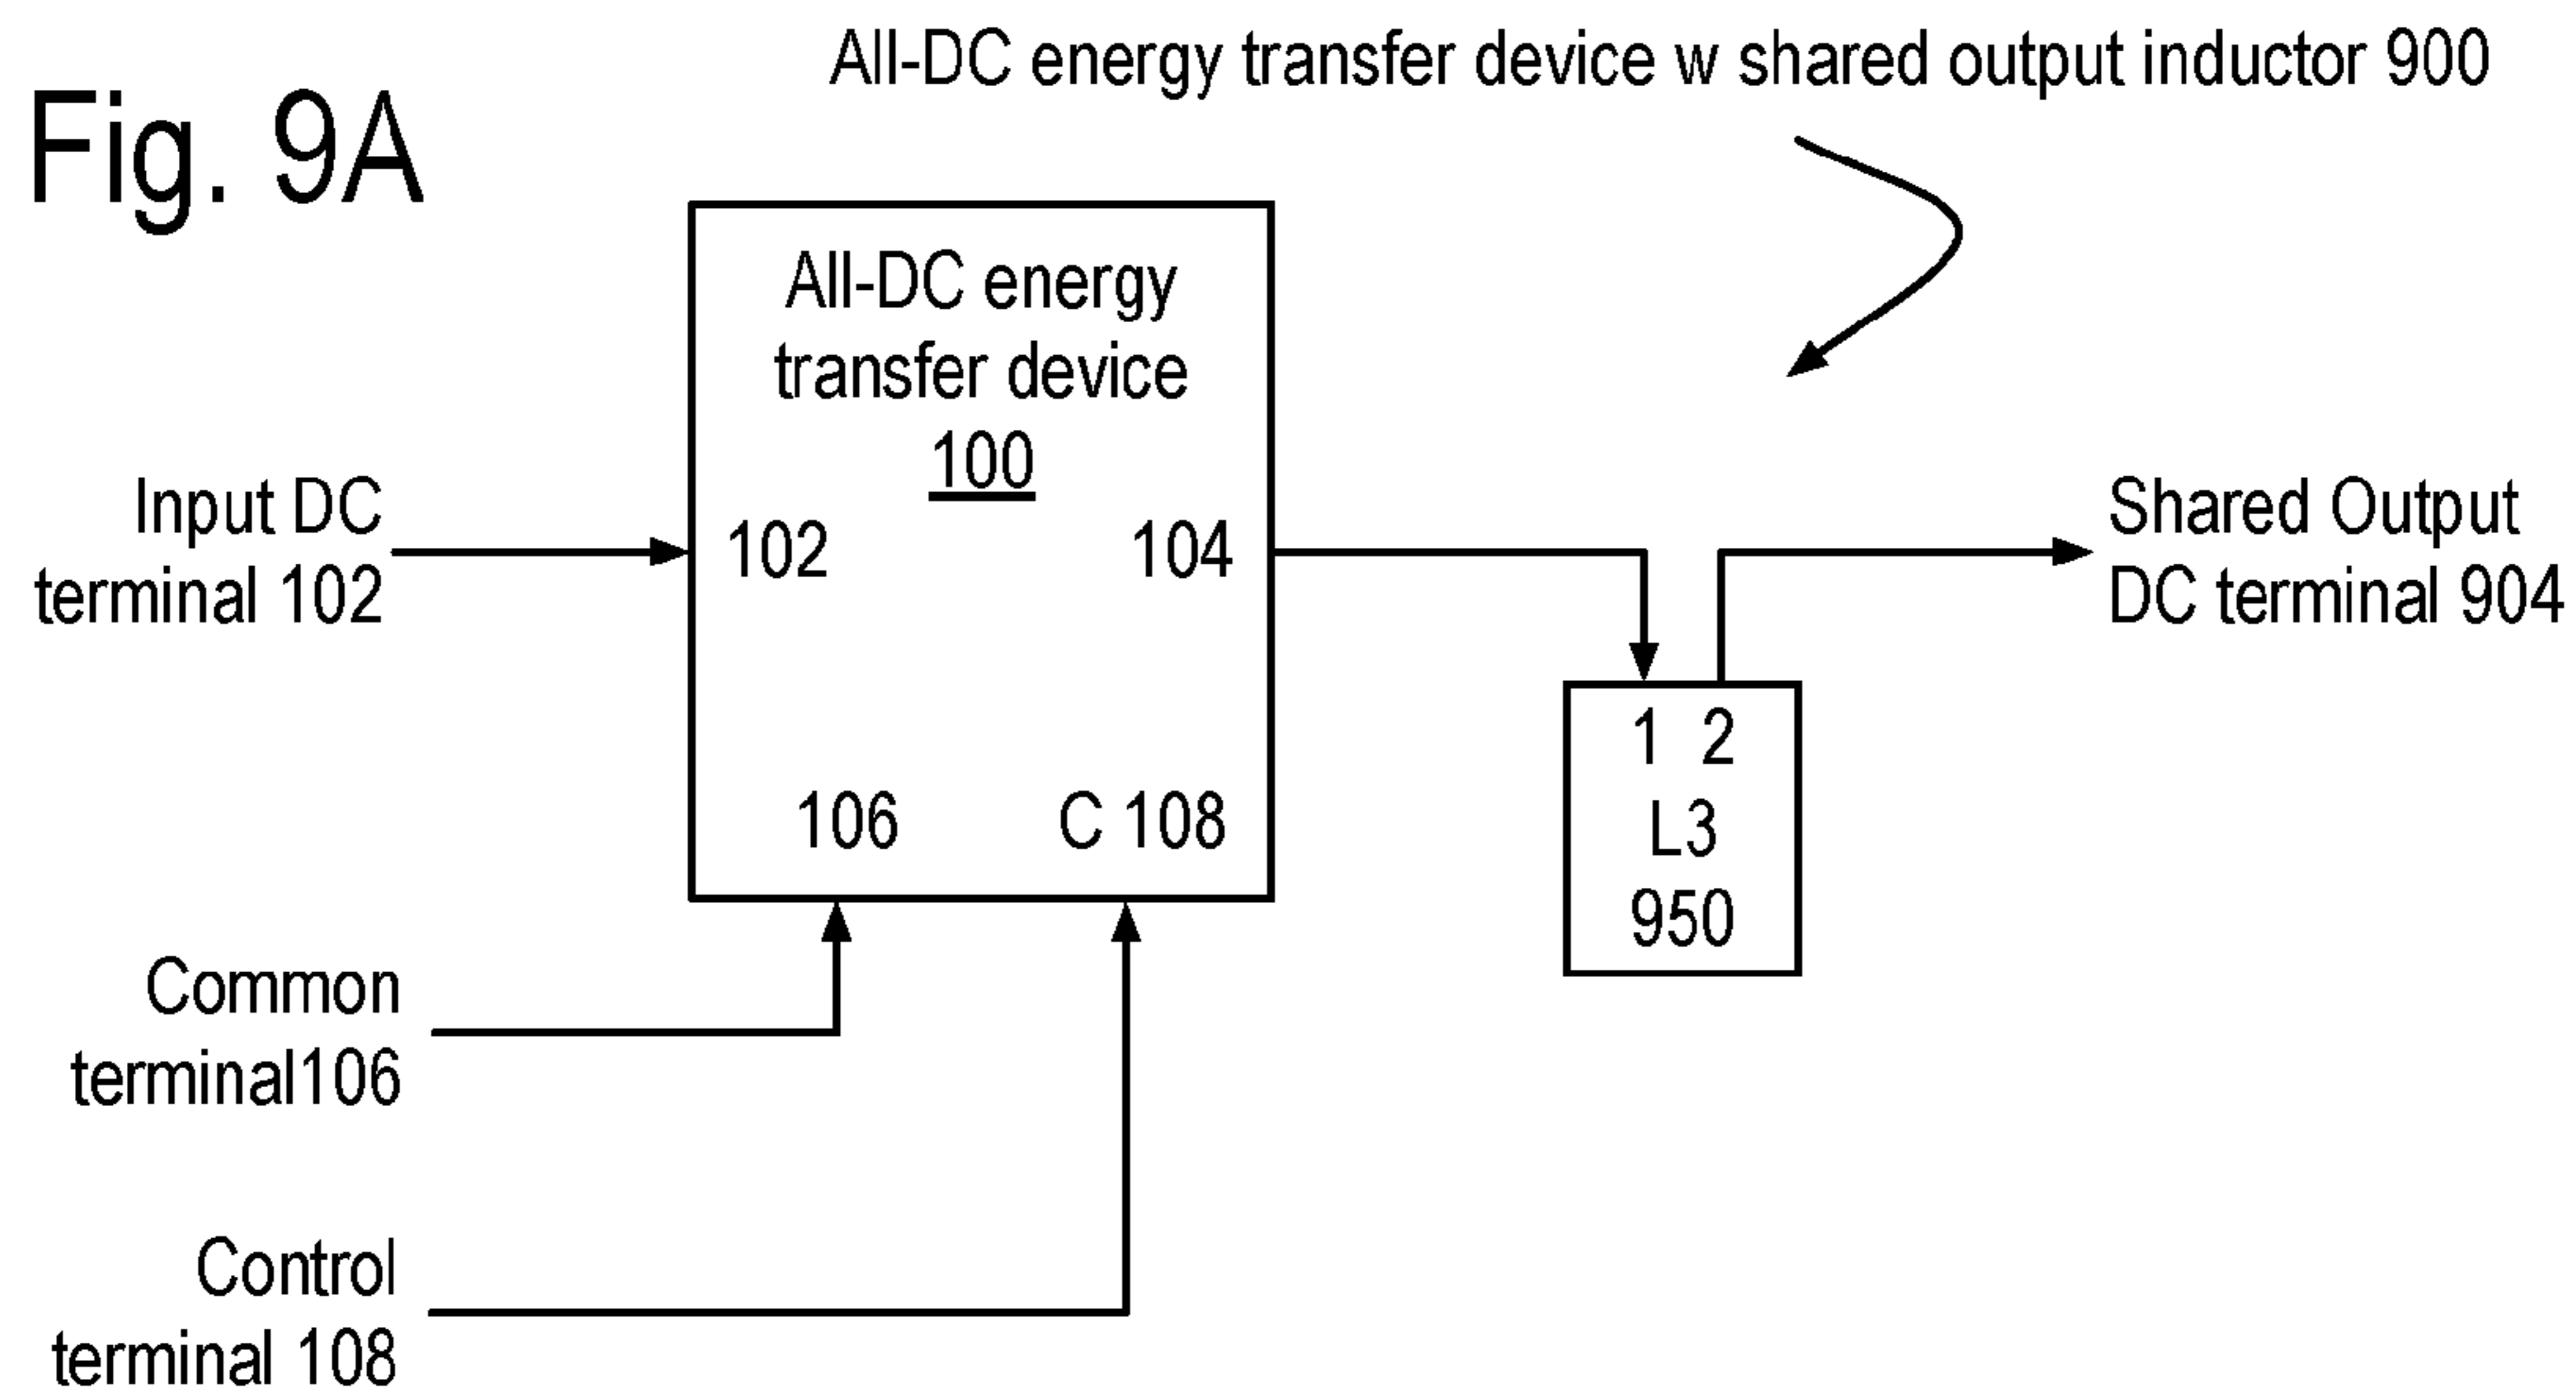 All-DC energy transfer device w shared output inductor 900
Fig. 9A
All-DC energy
transfer device
100
Input DC
terminal 102
102
104
Shared Output
DC terminal 904
1 2
L3
950
106
C 108
Common
terminal106
Control
terminal 108